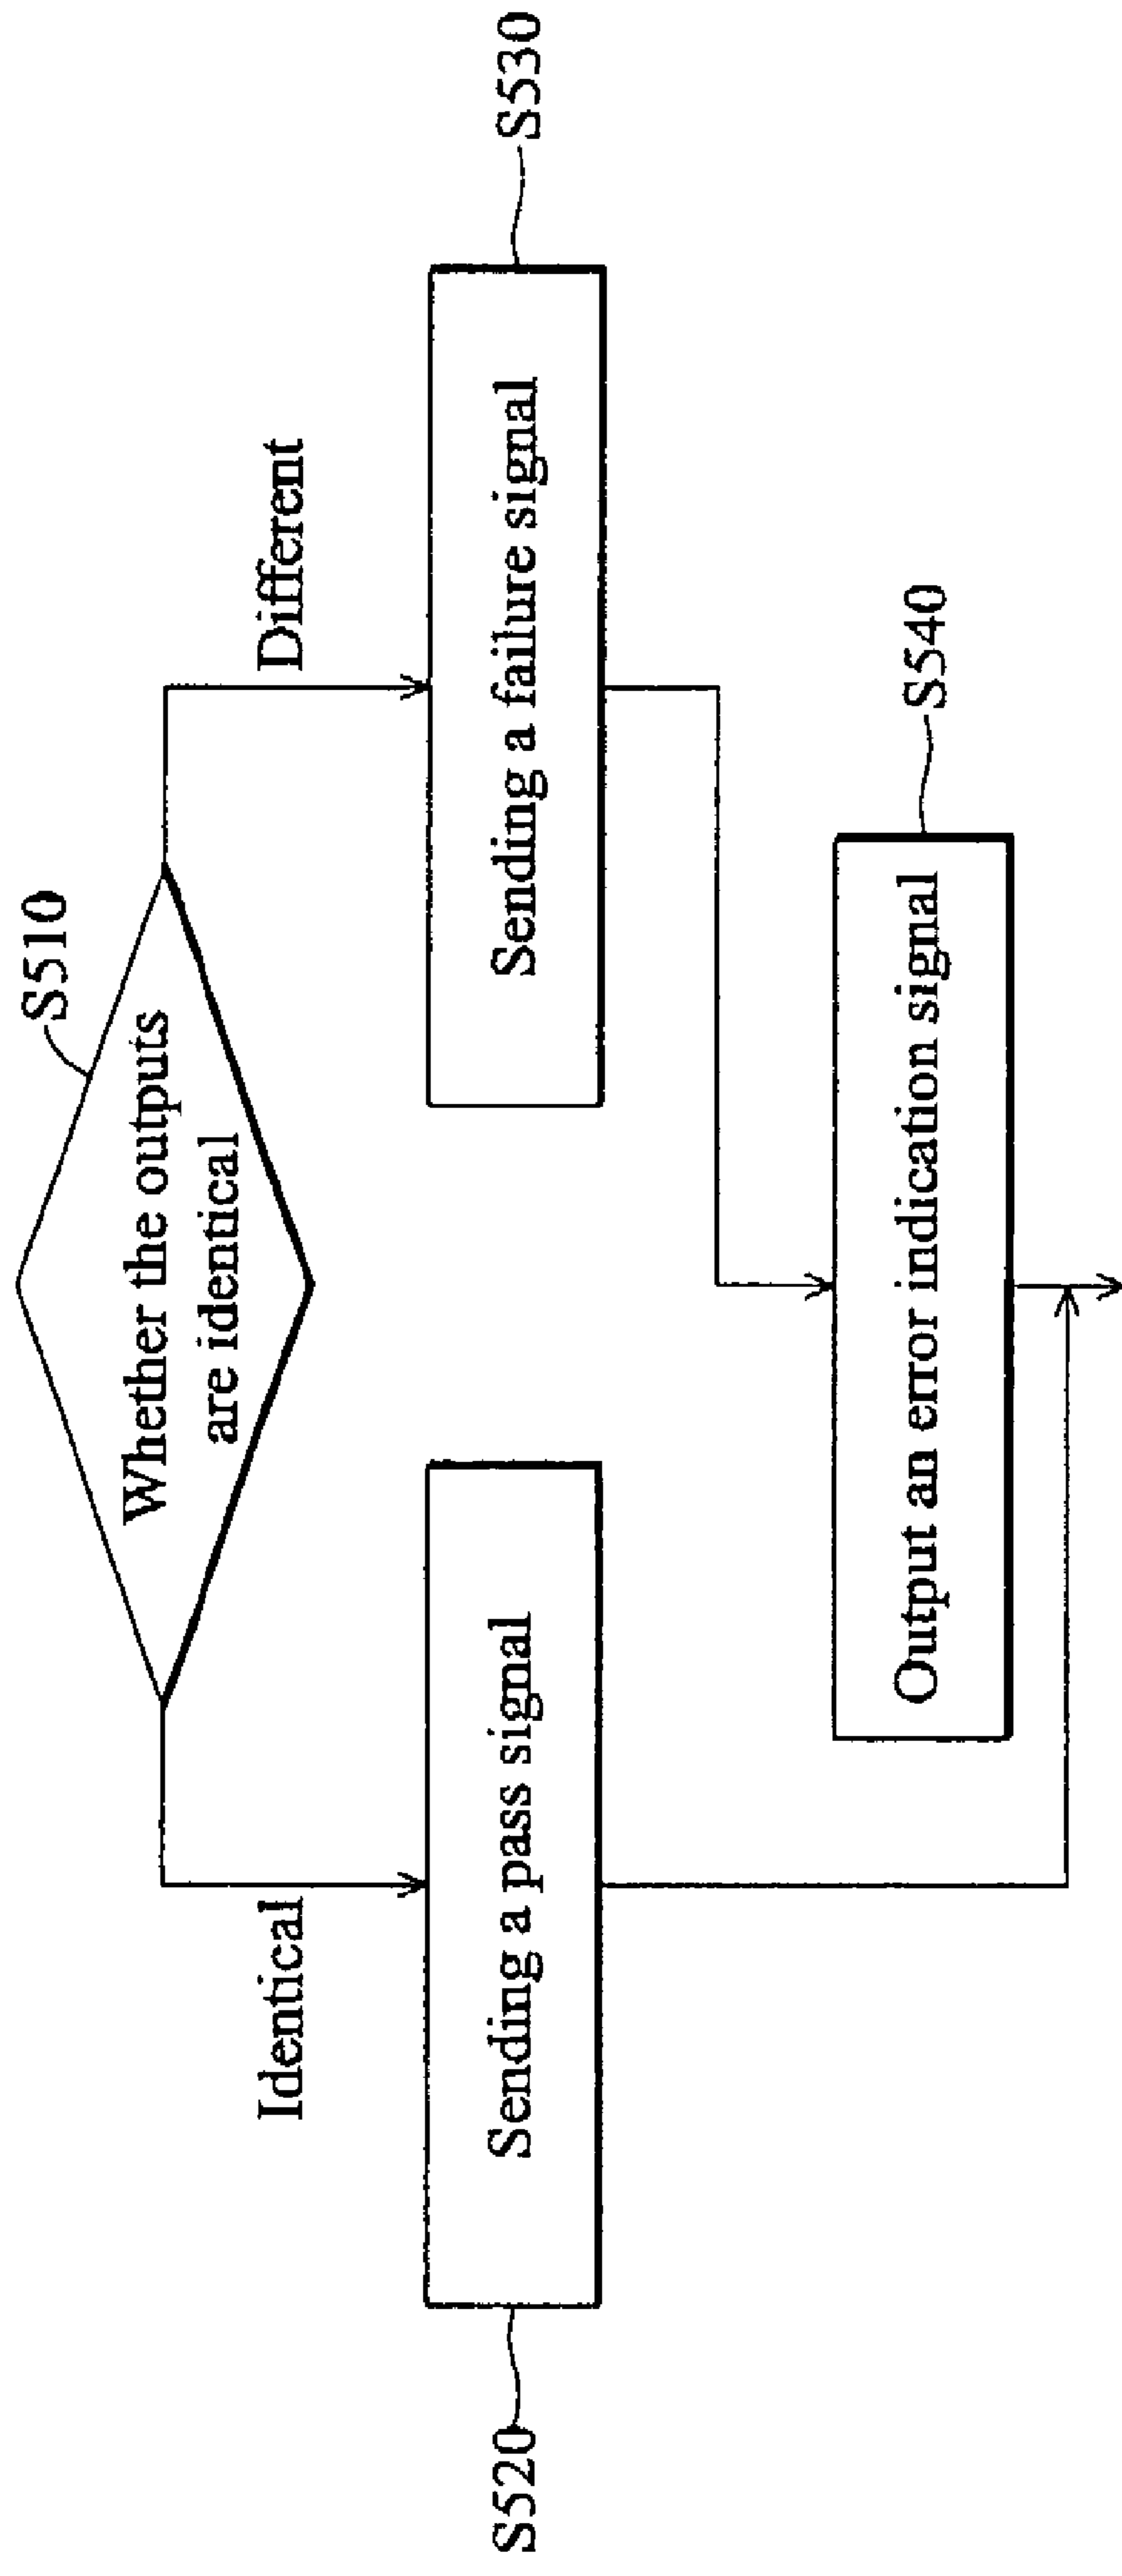 S510
Whether the outputs
are identical
Identical
Different
S520
Sending a pass signal
Sending a failure signal
S530
Output an error indication signal
S540